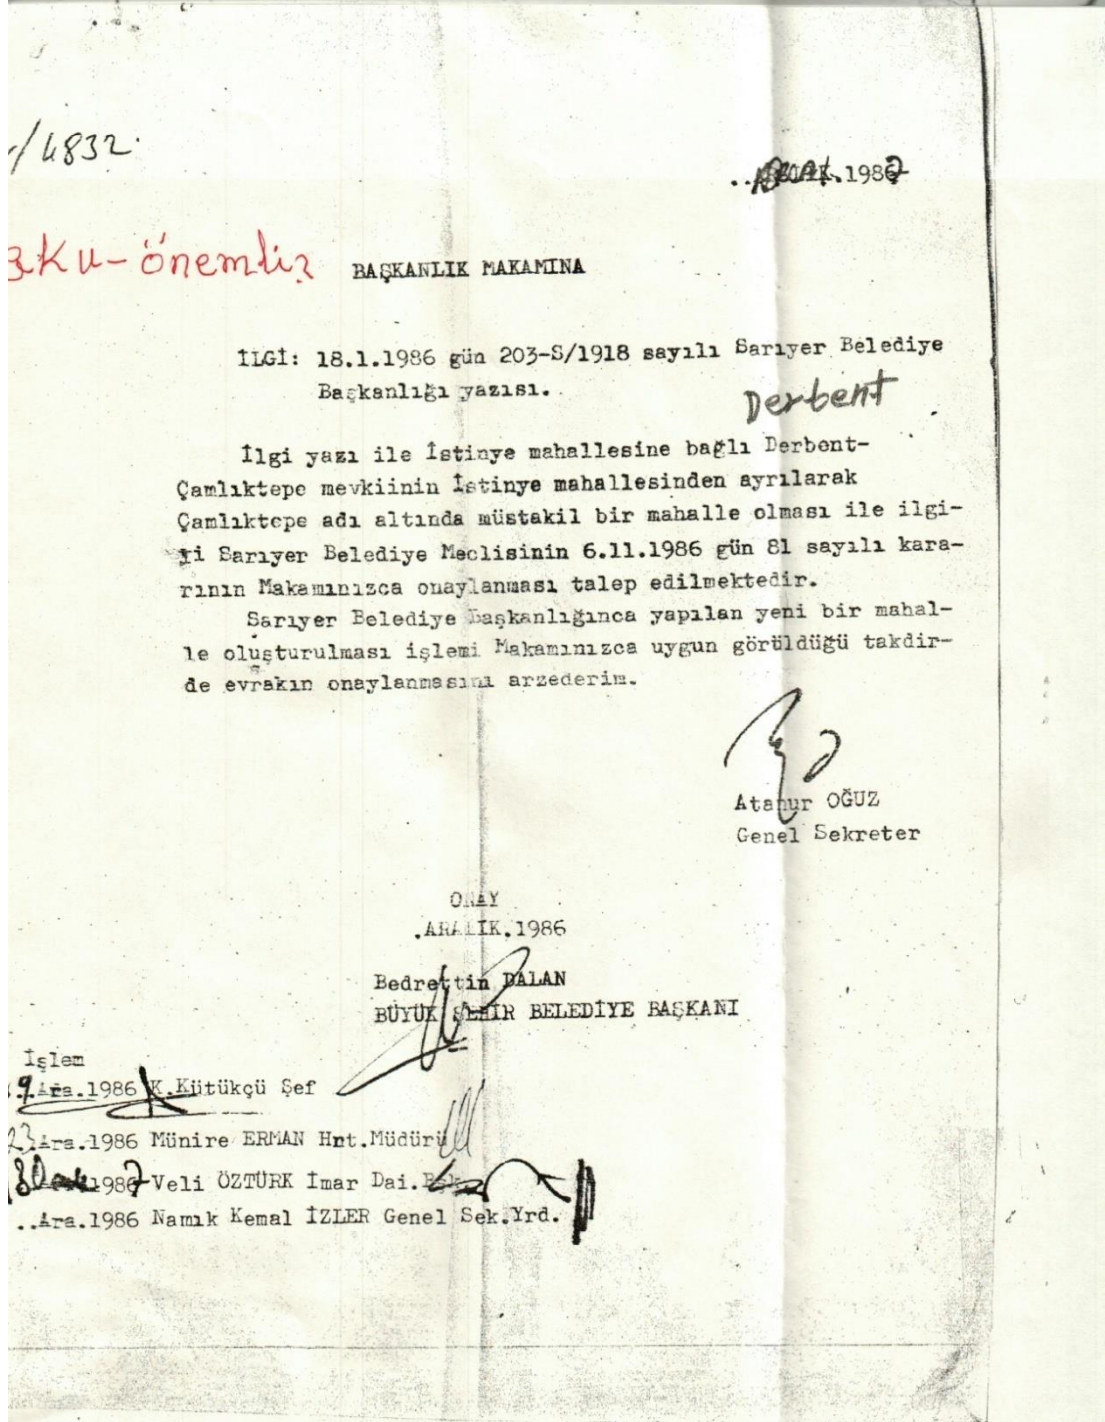 /4832.
.1987
önemli
BAŞKANLIK MAKAMINA
İLGİ: 18.1.1986 gün 203-S/1918 sayılı Sarıyer Belediye
Başkanlığı yazısı.
Derbent
İlgi yazı ile İstinye mahallesine bağlı Derbent-
Çamlıktepe mevkiinin İstinye mahallesinden ayrılarak
Çamlıktepe adı altında müstakil bir mahalle olması ile ilgi-
li Sarıyer Belediye Meclisinin 6.11.1986 gün 81 sayılı kara-
rının Makamınızca onaylanması talep edilmektedir.
Sarıyer Belediye Başkanlığınca yapılan yeni bir mahal-
le oluşturulması işlemi Makamınızca uygun görüldüğü takdir-
de evrakın onaylanmasını arzederim.
Atanur OĞUZ
Genel Sekreter
ONAY
.ARALIK.1986
Bedrettin DALAN
BÜYÜK ŞEHİR BELEDİYE BAŞKANI
İşlem
9.Ara.1986 K.Kütükçü Şef
23.Ara.1986 Münire ERMAN Hrt.Müdürü
1987 Veli ÖZTÜRK İmar Dai.Bşk.
..Ara.1986 Namık Kemal İZLER Genel Sek.Yrd.